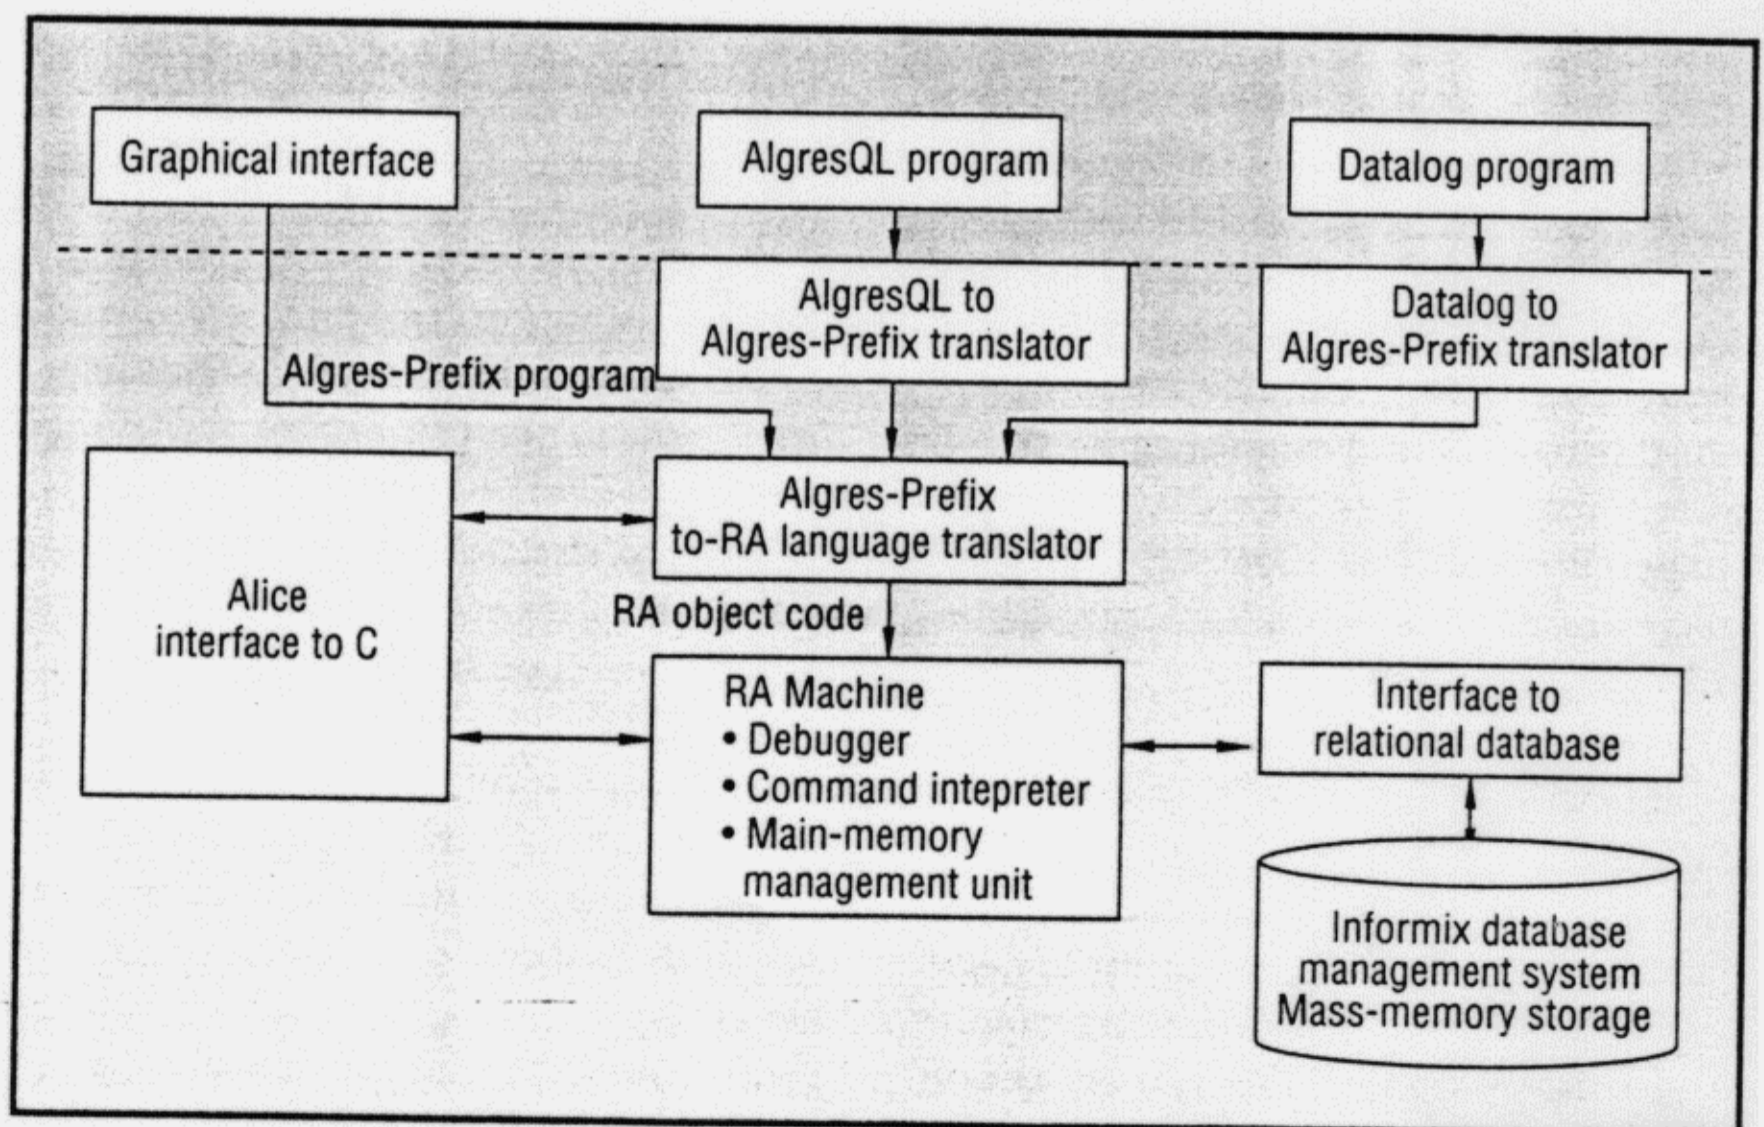 Graphical interface
AlgresQL program
Datalog program
AlgresQL to
Algres-Prefix translator
Datalog to
Algres-Prefix translator
Algres-Prefix program
Algres-Prefix
to-RA language translator
Alice
interface to C
RA object code
RA Machine
• Debugger
• Command intepreter
• Main-memory
management unit
Interface to
relational database
Informix database
management system
Mass-memory storage